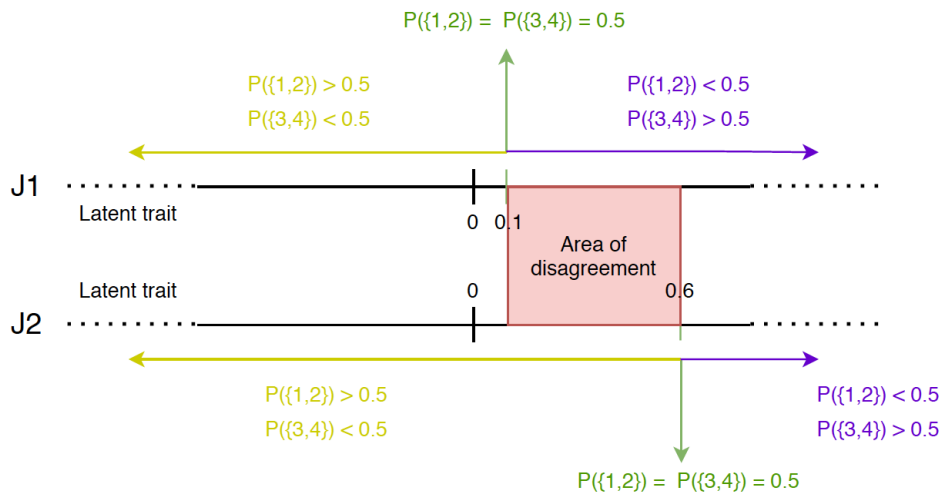 P({1,2}) = P({3,4}) = 0.5
P({1,2}) > 0.5
P({3,4}) < 0.5
P({1,2}) < 0.5
P({3,4}) > 0.5
J1
Latent trait
0
0.1
Area of
disagreement
Latent trait
0
0.6
J2
P({1,2}) > 0.5
P({3,4}) < 0.5
P({1,2}) < 0.5
P({3,4}) > 0.5
P({1,2}) = P({3,4}) = 0.5